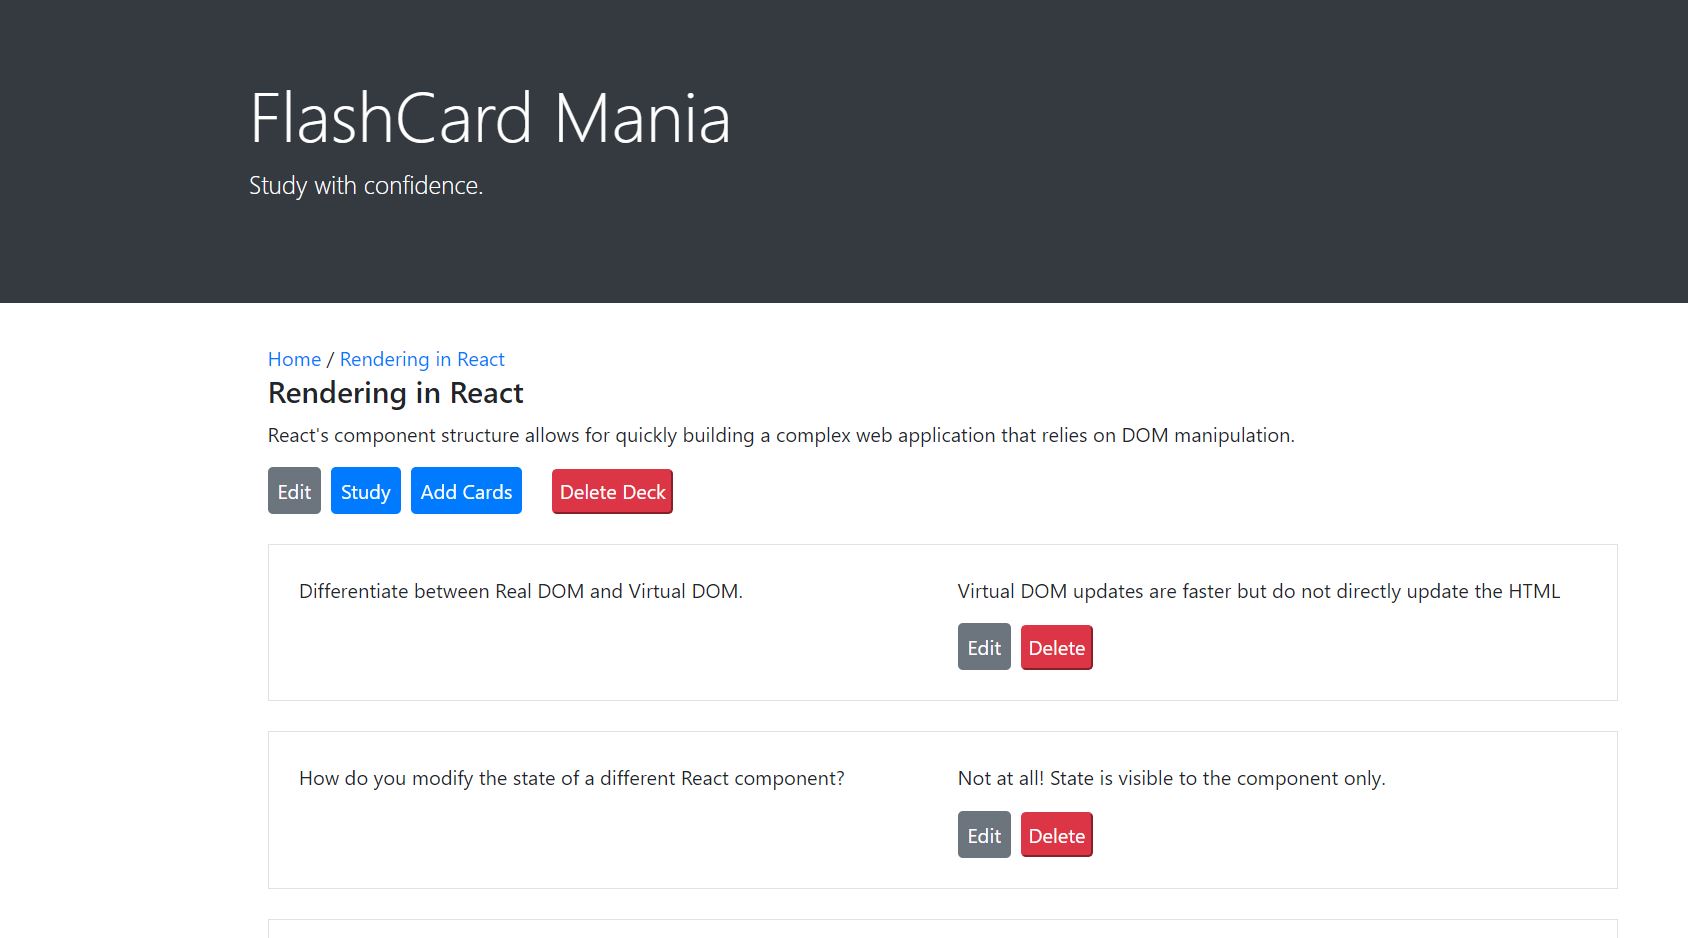 FlashCard Mania
Study with confidence.
Home / Rendering in React
Rendering in React
React's component structure allows for quickly building a complex web application that relies on DOM manipulation.
Edit Study Add Cards Delete Deck
Differentiate between Real DOM and Virtual DOM.
Virtual DOM updates are faster but do not directly update the HTML
Edit Delete
How do you modify the state of a different React component?
Not at all! State is visible to the component only.
Edit Delete